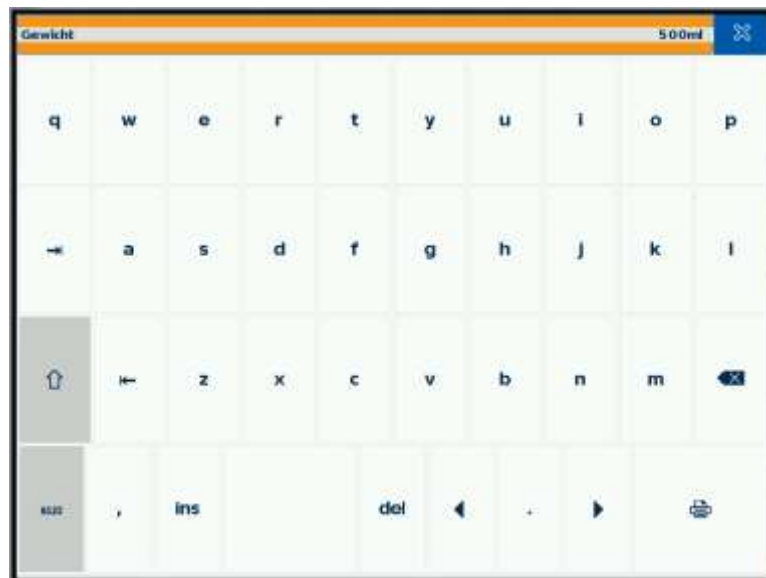 Gewicht 500ml
q w e r t y u i o p
a s d f g h j k l
z x c v b n m
, ins del .